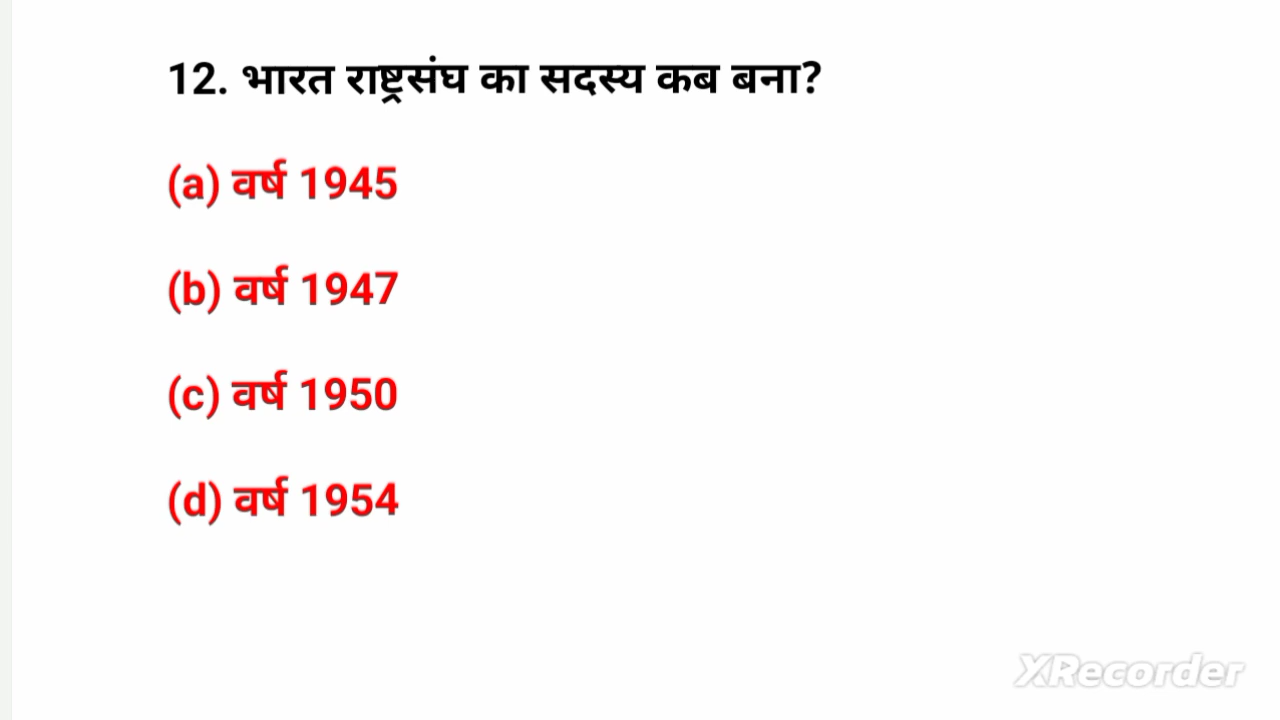 12. भारत राष्ट्रसंघ का सदस्य कब बना?
(a) वर्ष 1945
(b) वर्ष 1947
(c) वर्ष 1950
(d) वर्ष 1954
XRecorder